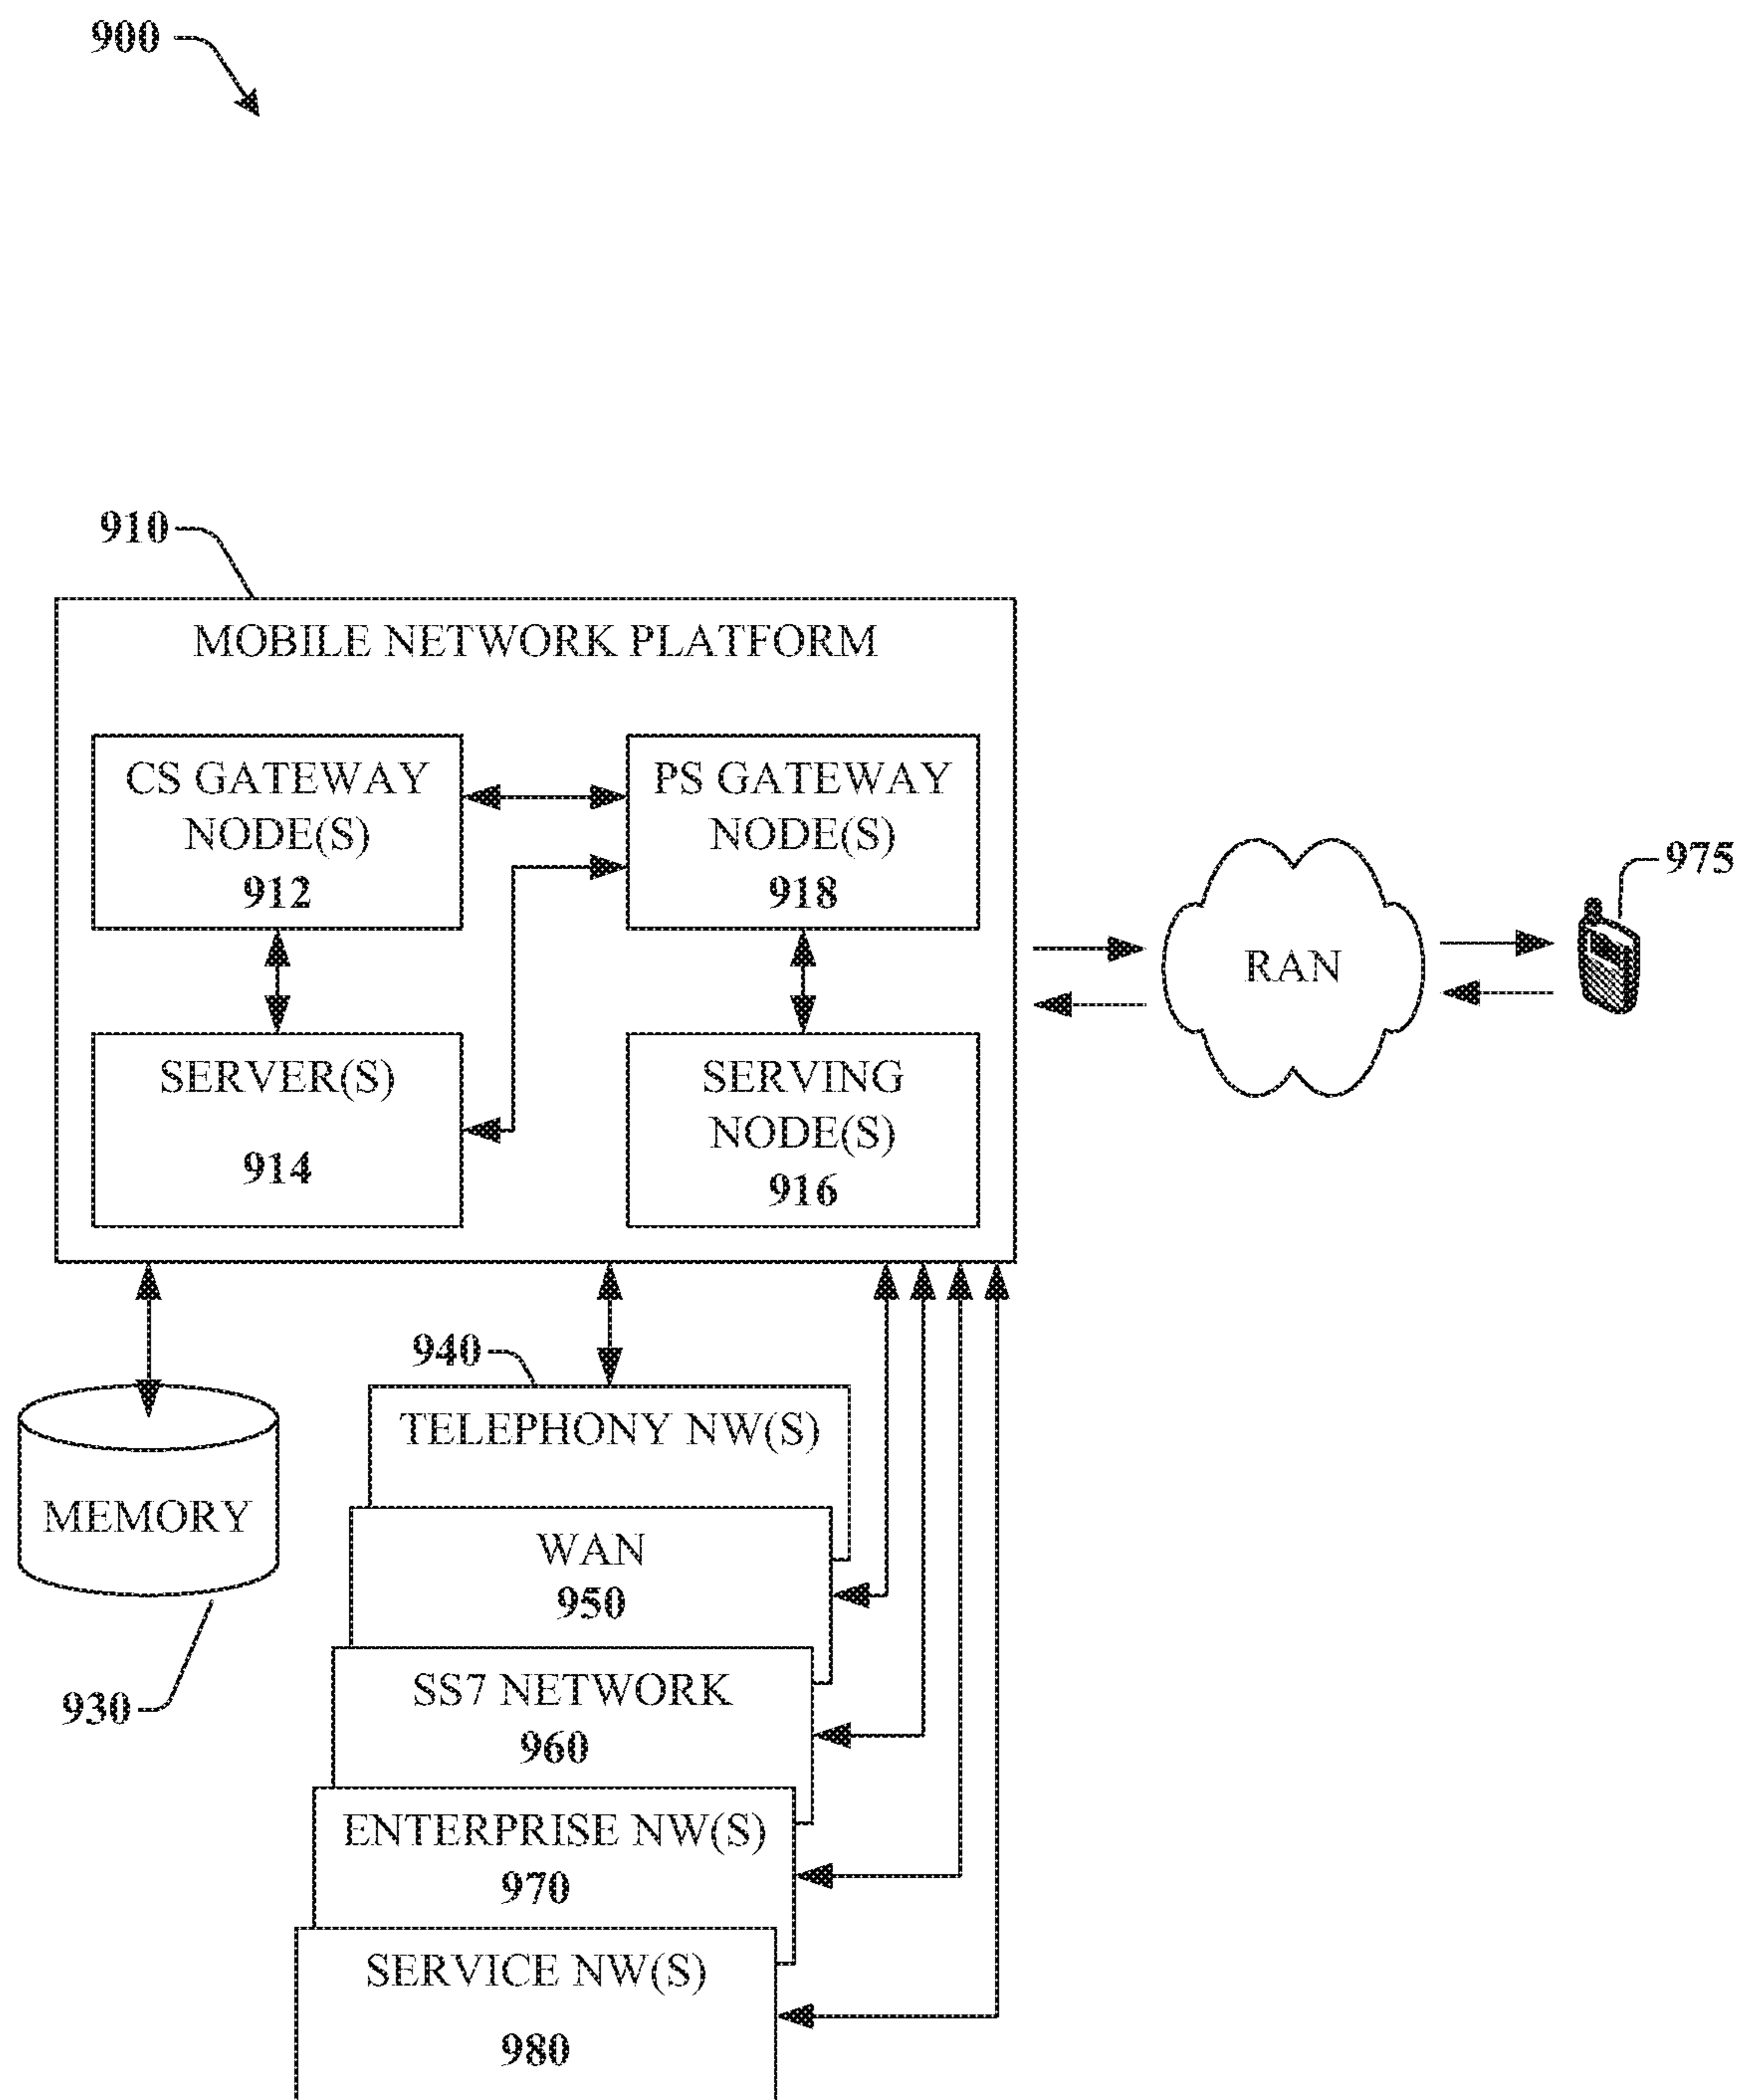 900
910
MOBILE NETWORK PLATFORM
CS GATEWAY
NODE(S)
912
PS GATEWAY
NODE(S)
918
SERVER(S)
914
SERVING
NODE(S)
916
RAN
975
940
TELEPHONY NW(S)
MEMORY
930
WAN
950
SS7 NETWORK
960
ENTERPRISE NW(S)
970
SERVICE NW(S)
980